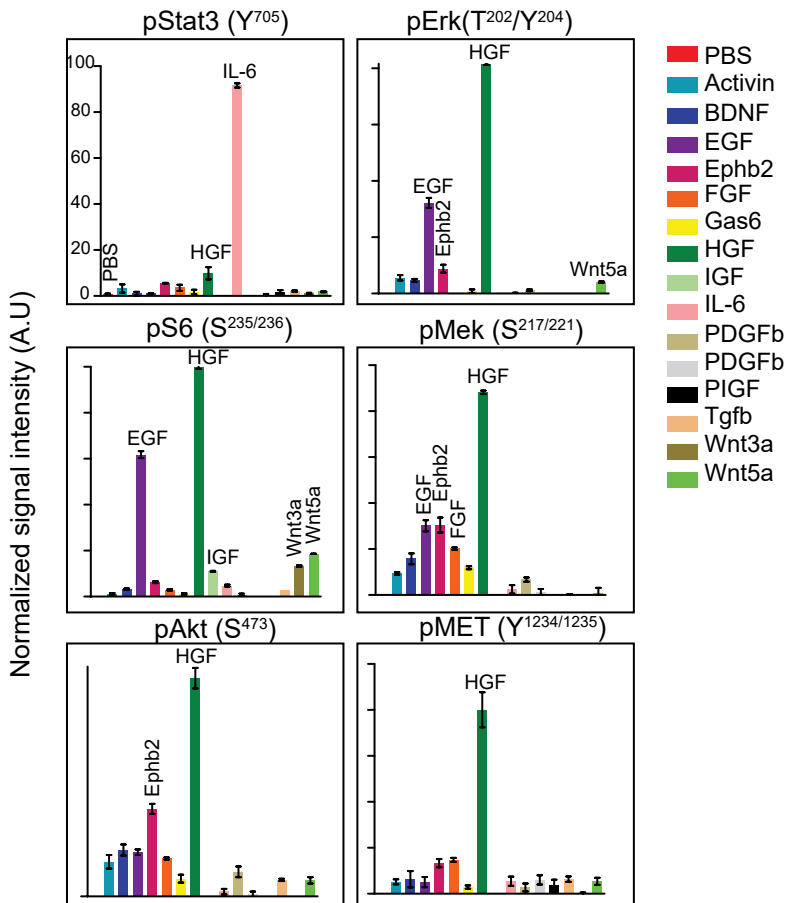 pStat3 (Y705)
pErk(T202/Y204)
100
80
60
40
20
0
PBS
HGF
IL-6
EGF
Ephb2
HGF
Wnt5a
pS6 (S235/236)
pMek (S217/221)
EGF
HGF
IGF
Wnt3a
Wnt5a
EGF
Ephb2
FGF
HGF
pAkt (S473)
pMET (Y1234/1235)
Ephb2
HGF
HGF
Normalized signal intensity (A.U)
PBS
Activin
BDNF
EGF
Ephb2
FGF
Gas6
HGF
IGF
IL-6
PDGFb
PDGFb
PIGF
Tgfb
Wnt3a
Wnt5a